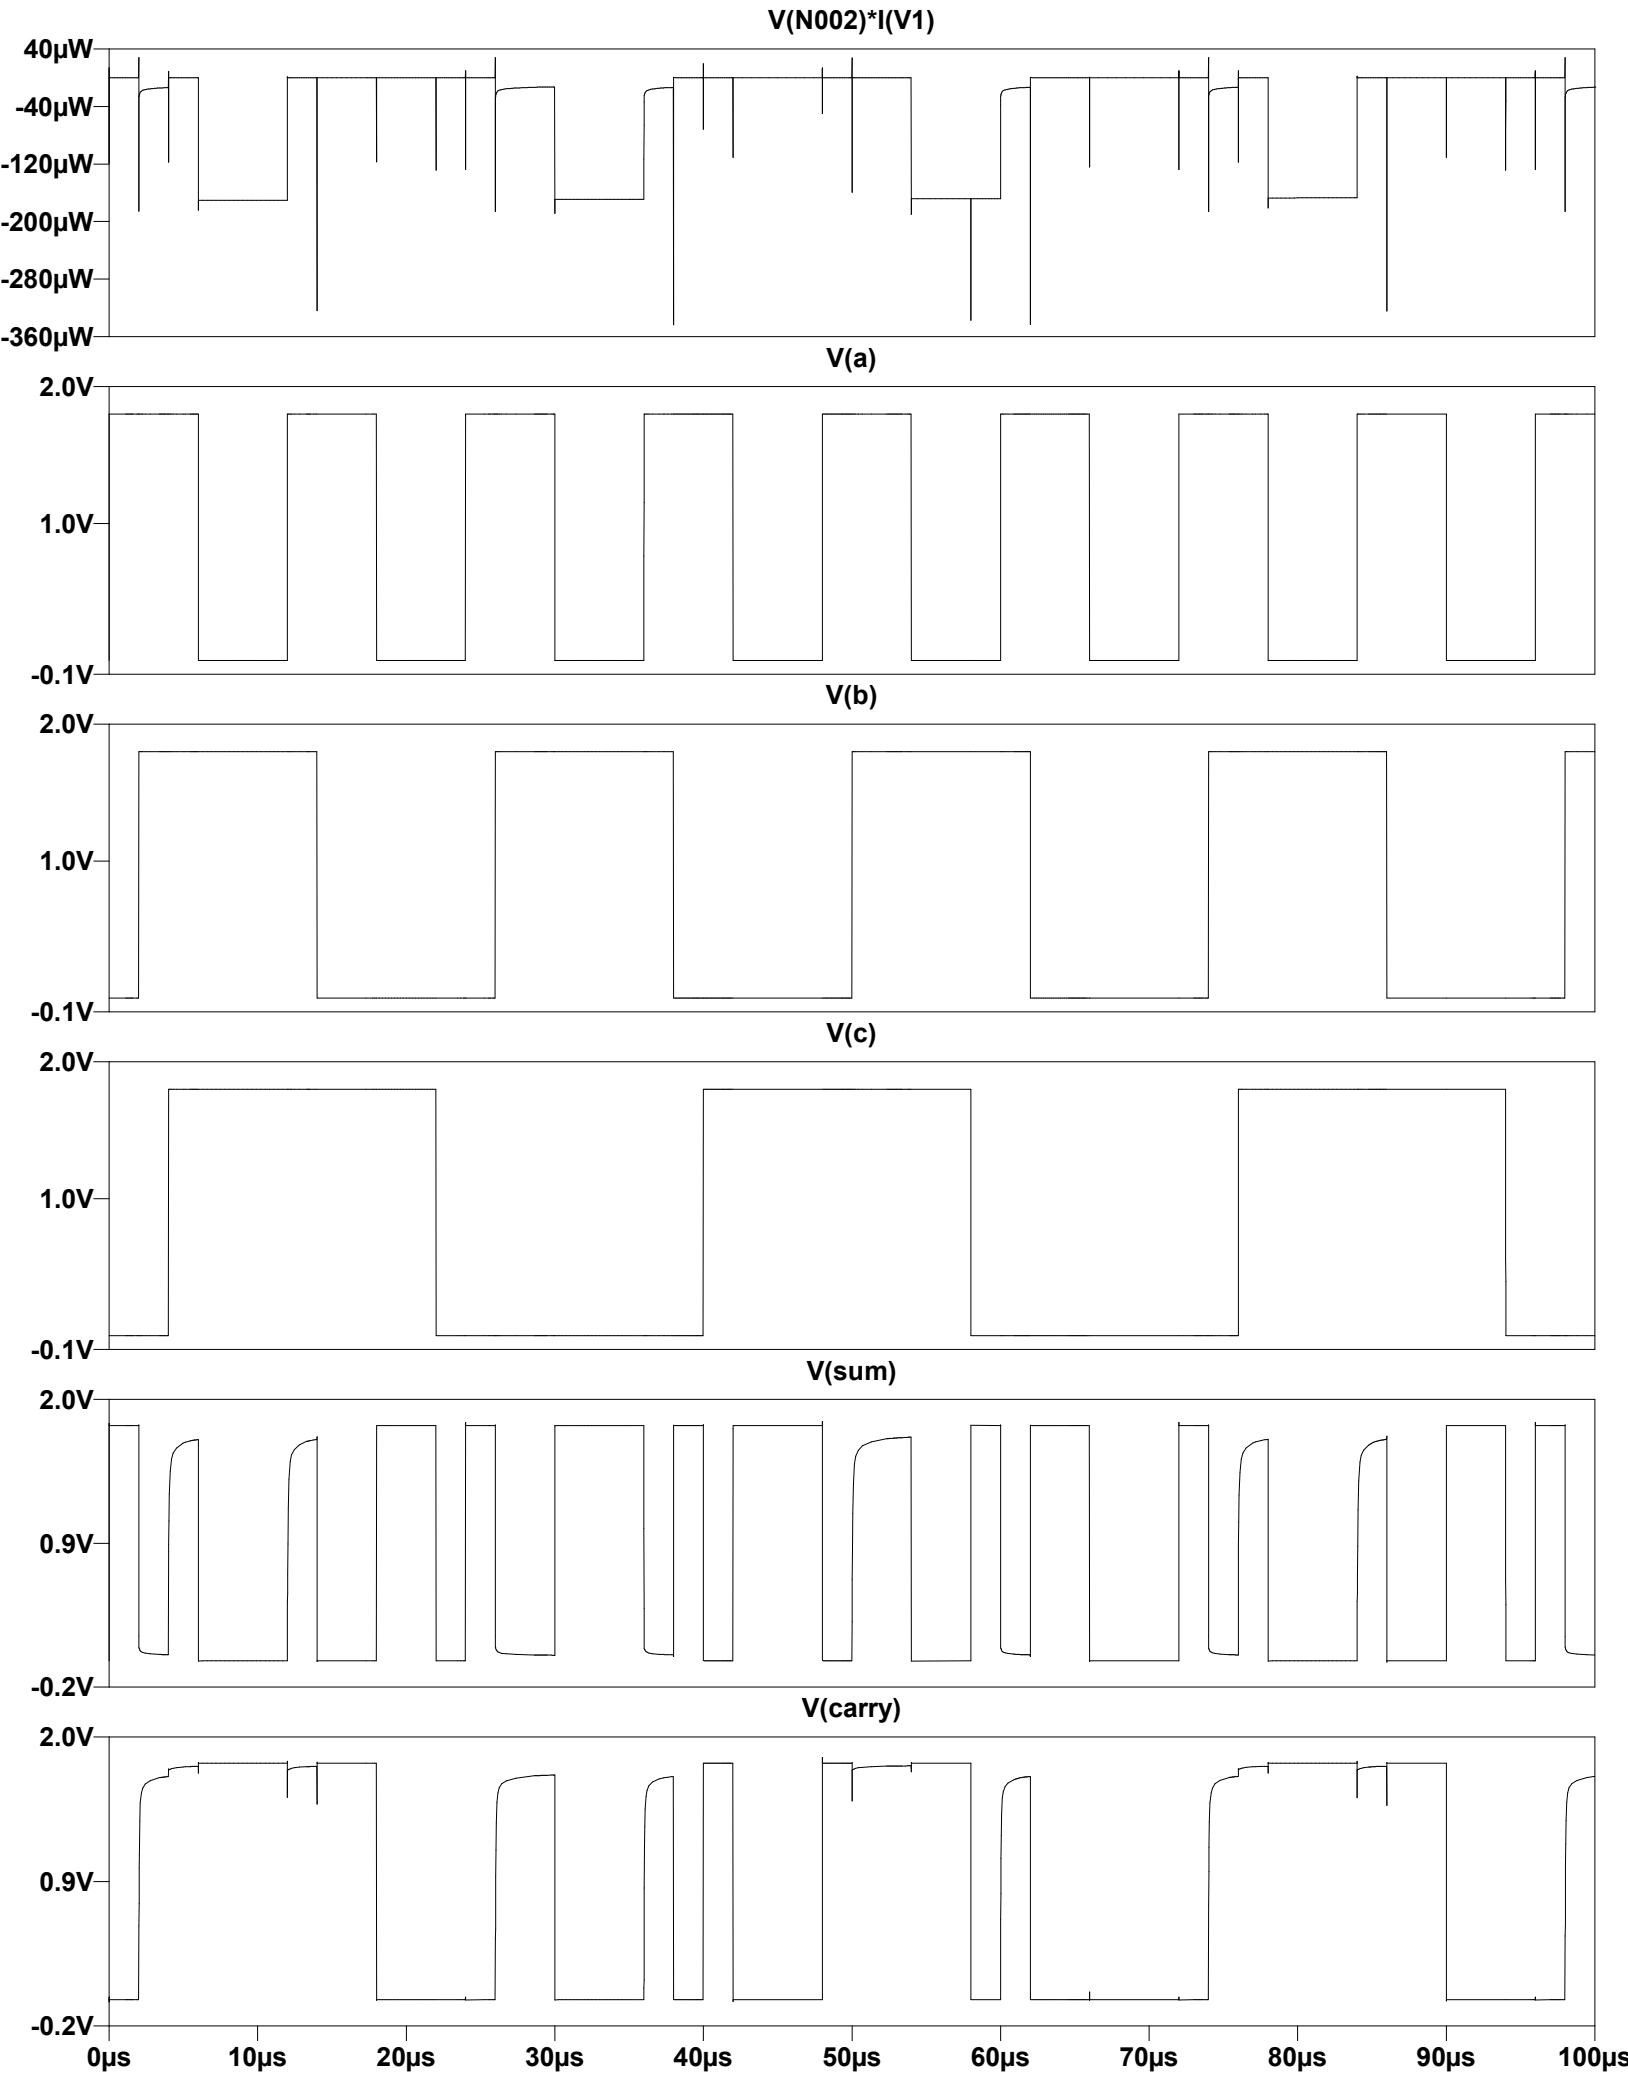 V(N002)*I(V1)
40µW
-40µW
-120µW
-200µW
-280µW
-360µW
V(a)
2.0V
1.0V
-0.1V
V(b)
2.0V
1.0V
-0.1V
V(c)
2.0V
1.0V
-0.1V
V(sum)
2.0V
0.9V
-0.2V
V(carry)
2.0V
0.9V
-0.2V
0µs 10µs 20µs 30µs 40µs 50µs 60µs 70µs 80µs 90µs 100µs